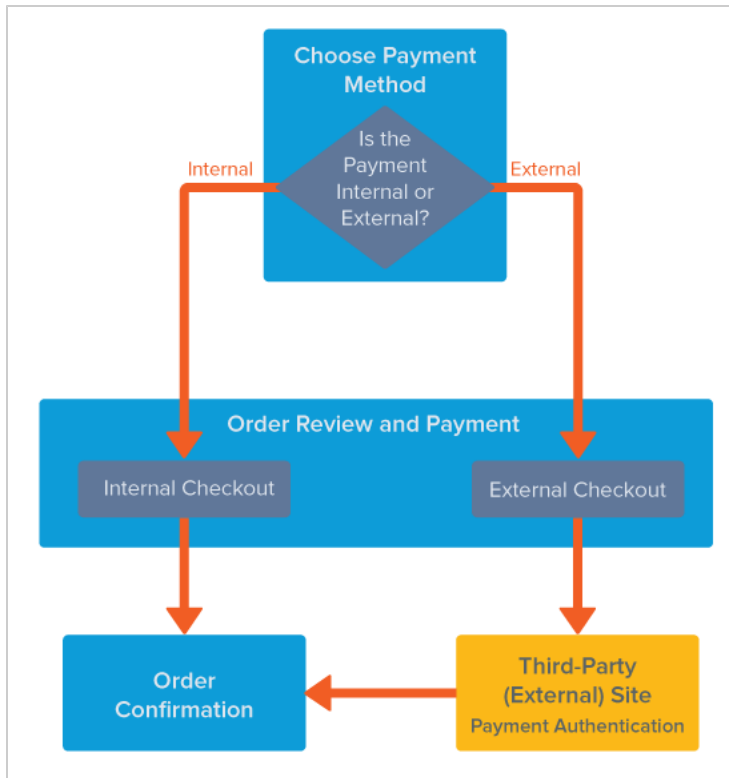 Choose Payment
Method
Is the
Payment
Internal or
External?
Internal
External
Order Review and Payment
Internal Checkout
External Checkout
Order
Confirmation
Third-Party
(External) Site
Payment Authentication